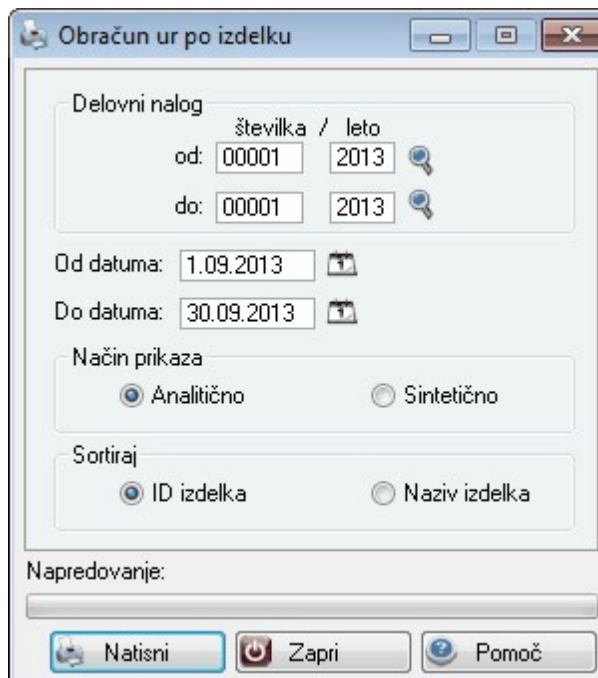 Obračun ur po izdelku
Delovni nalog
številka / leto
od: 00001 2013
do: 00001 2013
Od datuma: 1.09.2013
Do datuma: 30.09.2013
Način prikaza
Analitično Sintetično
Sortiraj
ID izdelka Naziv izdelka
Napredovanje:
Natisni Zapri Pomoč